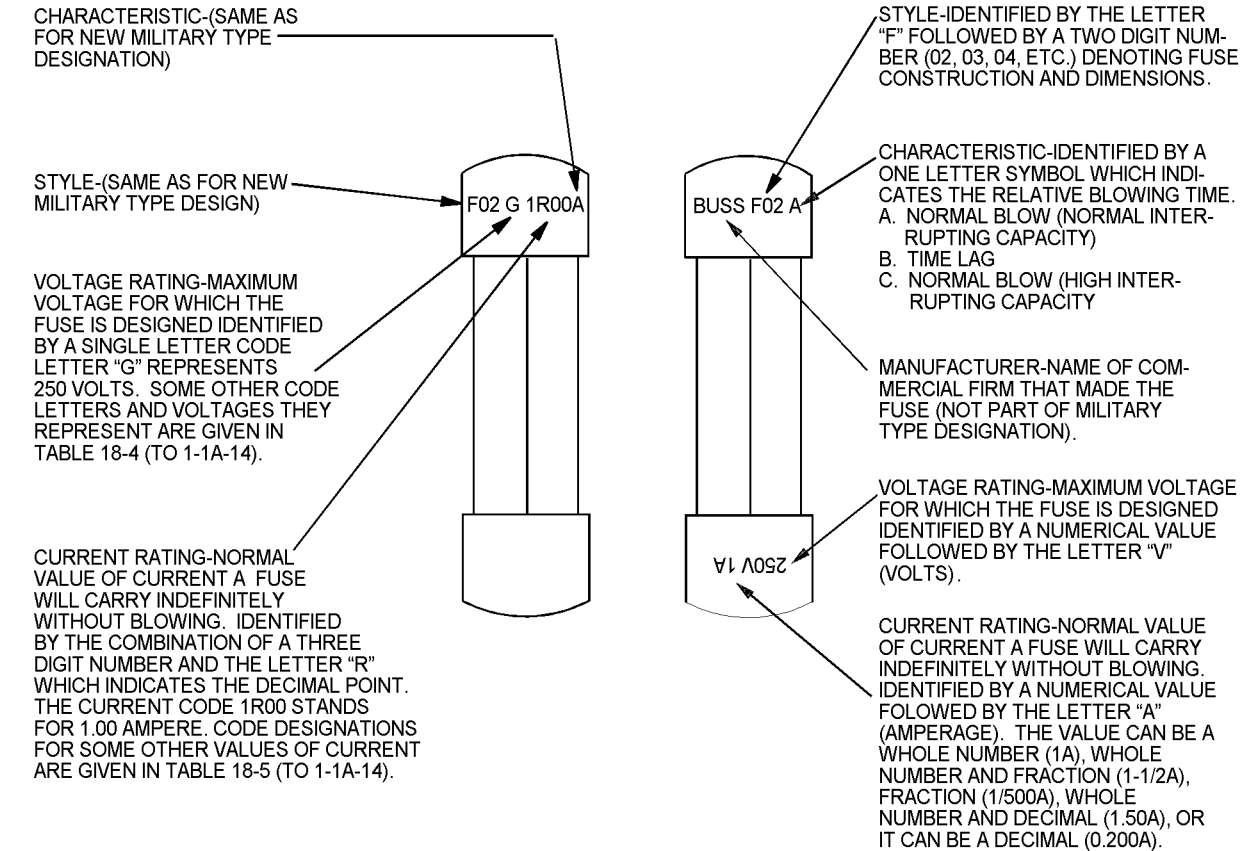 CHARACTERISTIC-(SAME AS
FOR NEW MILITARY TYPE
DESIGNATION)
STYLE-(SAME AS FOR NEW
MILITARY TYPE DESIGN)
VOLTAGE RATING-MAXIMUM
VOLTAGE FOR WHICH THE
FUSE IS DESIGNED IDENTIFIED
BY A SINGLE LETTER CODE
LETTER “G” REPRESENTS
250 VOLTS. SOME OTHER CODE
LETTERS AND VOLTAGES THEY
REPRESENT ARE GIVEN IN
TABLE 18-4 (TO 1-1A-14).
CURRENT RATING-NORMAL
VALUE OF CURRENT A FUSE
WILL CARRY INDEFINITELY
WITHOUT BLOWING. IDENTIFIED
BY THE COMBINATION OF A THREE
DIGIT NUMBER AND THE LETTER “R”
WHICH INDICATES THE DECIMAL POINT.
THE CURRENT CODE 1R00 STANDS
FOR 1.00 AMPERE. CODE DESIGNATIONS
FOR SOME OTHER VALUES OF CURRENT
ARE GIVEN IN TABLE 18-5 (TO 1-1A-14).
F02 G 1R00A
BUSS F02 A
250V 1A
STYLE-IDENTIFIED BY THE LETTER
“F” FOLLOWED BY A TWO DIGIT NUM-
BER (02, 03, 04, ETC.) DENOTING FUSE
CONSTRUCTION AND DIMENSIONS.
CHARACTERISTIC-IDENTIFIED BY A
ONE LETTER SYMBOL WHICH INDI-
CATES THE RELATIVE BLOWING TIME.
A. NORMAL BLOW (NORMAL INTER-
RUPTING CAPACITY)
B. TIME LAG
C. NORMAL BLOW (HIGH INTER-
RUPTING CAPACITY
MANUFACTURER-NAME OF COM-
MERCIAL FIRM THAT MADE THE
FUSE (NOT PART OF MILITARY
TYPE DESIGNATION).
VOLTAGE RATING-MAXIMUM VOLTAGE
FOR WHICH THE FUSE IS DESIGNED
IDENTIFIED BY A NUMERICAL VALUE
FOLLOWED BY THE LETTER “V”
(VOLTS).
CURRENT RATING-NORMAL VALUE
OF CURRENT A FUSE WILL CARRY
INDEFINITELY WITHOUT BLOWING.
IDENTIFIED BY A NUMERICAL VALUE
FOLOWED BY THE LETTER “A”
(AMPERAGE). THE VALUE CAN BE A
WHOLE NUMBER (1A), WHOLE
NUMBER AND FRACTION (1-1/2A),
FRACTION (1/500A), WHOLE
NUMBER AND DECIMAL (1.50A), OR
IT CAN BE A DECIMAL (0.200A).